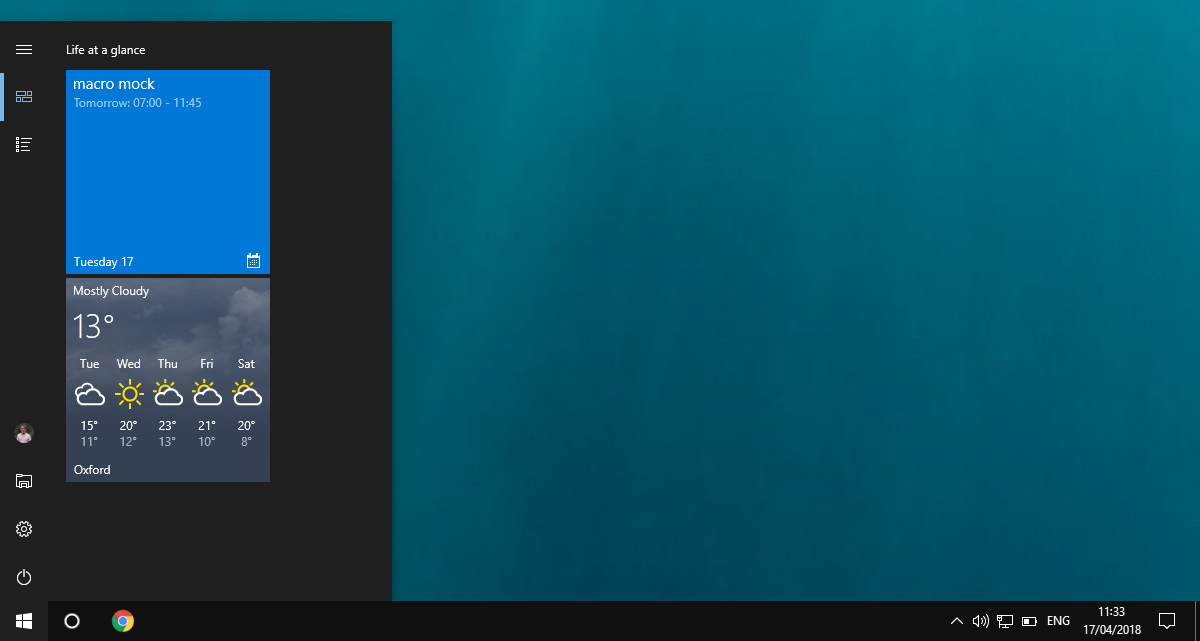 Life at a glance
macro mock
Tomorrow: 07:00 - 11:45
Tuesday 17
Mostly Cloudy
13°
Tue Wed Thu Fri Sat
15° 20° 23° 21° 20°
11° 12° 13° 10° 8°
Oxford
ENG
11:33
17/04/2018